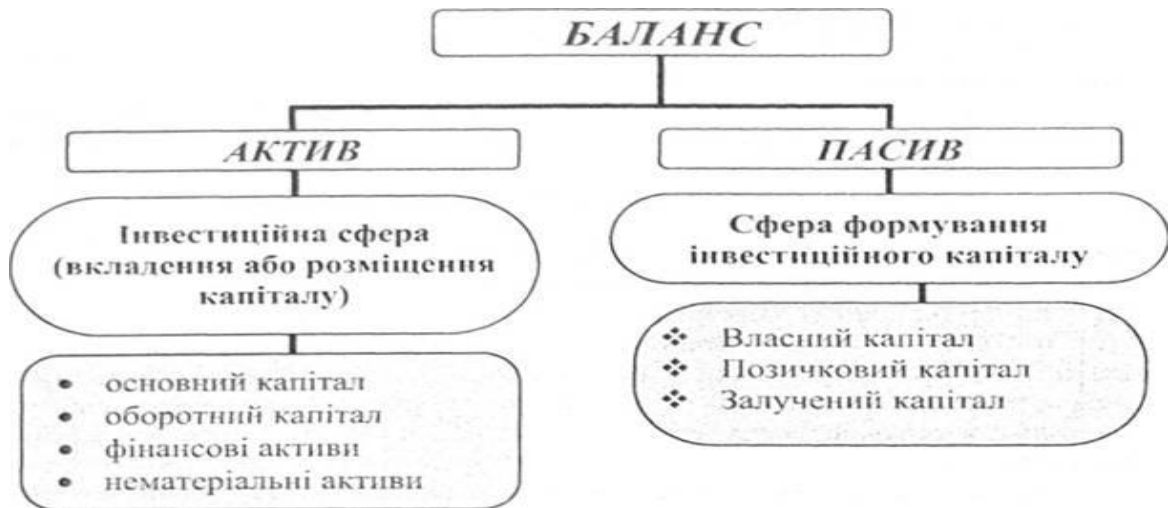 БАЛАНС
АКТИВ
ПАСИВ
Інвестиційна сфера
(вкладення або розміщення
капіталу)
Сфера формування
інвестиційного капіталу
• основний капітал
• оборотний капітал
• фінансові активи
• нематеріальні активи
❖ Власний капітал
❖ Позичковий капітал
❖ Залучений капітал